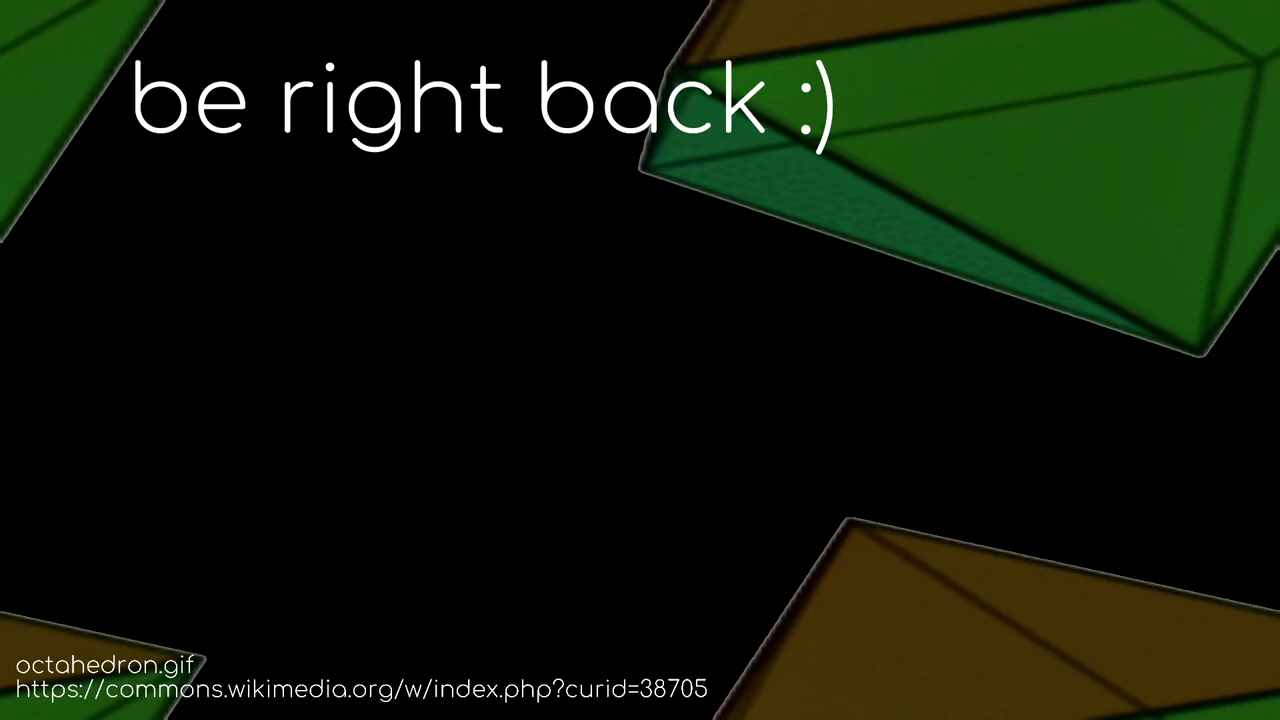 be right back :)
octahedron.gif
https://commons.wikimedia.org/w/index.php?curid=38705